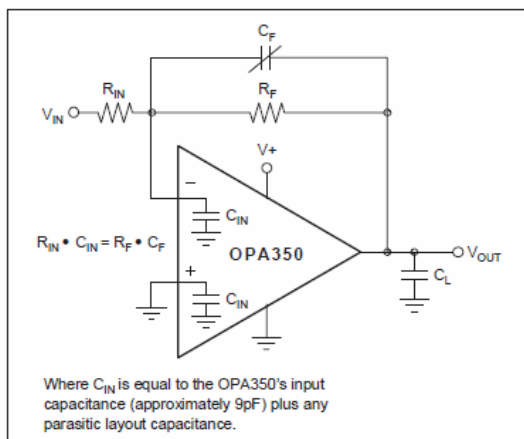 C_F
R_IN
R_F
V_IN
V+
−
C_IN
R_IN • C_IN = R_F • C_F
OPA350
+
C_IN
V_OUT
C_L
Where C_IN is equal to the OPA350's input
capacitance (approximately 9pF) plus any
parasitic layout capacitance.